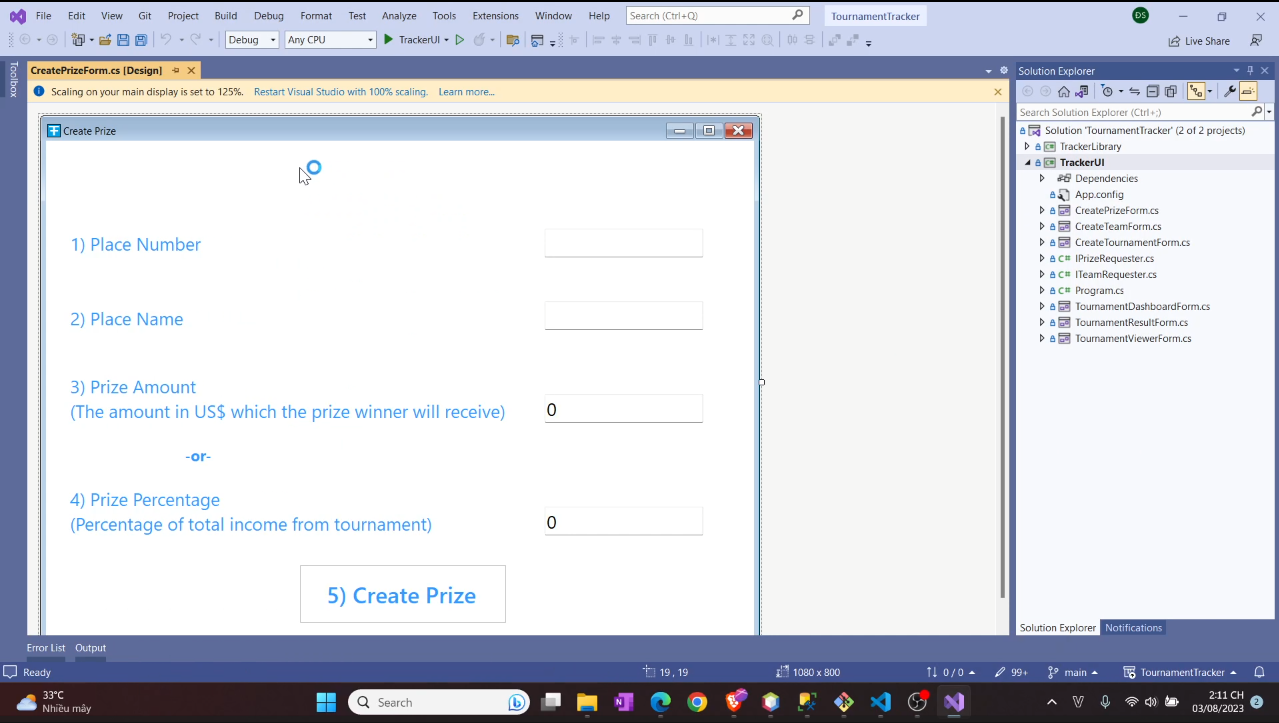 File Edit View Git Project Build Debug Format Test Analyze Tools Extensions Window Help Search (Ctrl+Q) TournamentTracker ĐS
Debug Any CPU TrackerUI Live Share
Toolbox
CreatePrizeForm.cs [Design]
Scaling on your main display is set to 125%. Restart Visual Studio with 100% scaling. Learn more...
Create Prize
1) Place Number
2) Place Name
3) Prize Amount
(The amount in US$ which the prize winner will receive)
0
-or-
4) Prize Percentage
(Percentage of total income from tournament)
0
5) Create Prize
Solution Explorer
Search Solution Explorer (Ctrl+;)
Solution 'TournamentTracker' (2 of 2 projects)
TrackerLibrary
TrackerUI
Dependencies
App.config
CreatePrizeForm.cs
CreateTeamForm.cs
CreateTournamentForm.cs
IPrizeRequester.cs
ITeamRequester.cs
Program.cs
TournamentDashboardForm.cs
TournamentResultForm.cs
TournamentViewerForm.cs
Solution Explorer Notifications
Error List Output
Ready 19 , 19 1080 x 800 0 / 0 99+ main TournamentTracker
33°C
Nhiều mây
Search
2:11 CH
03/08/2023
2